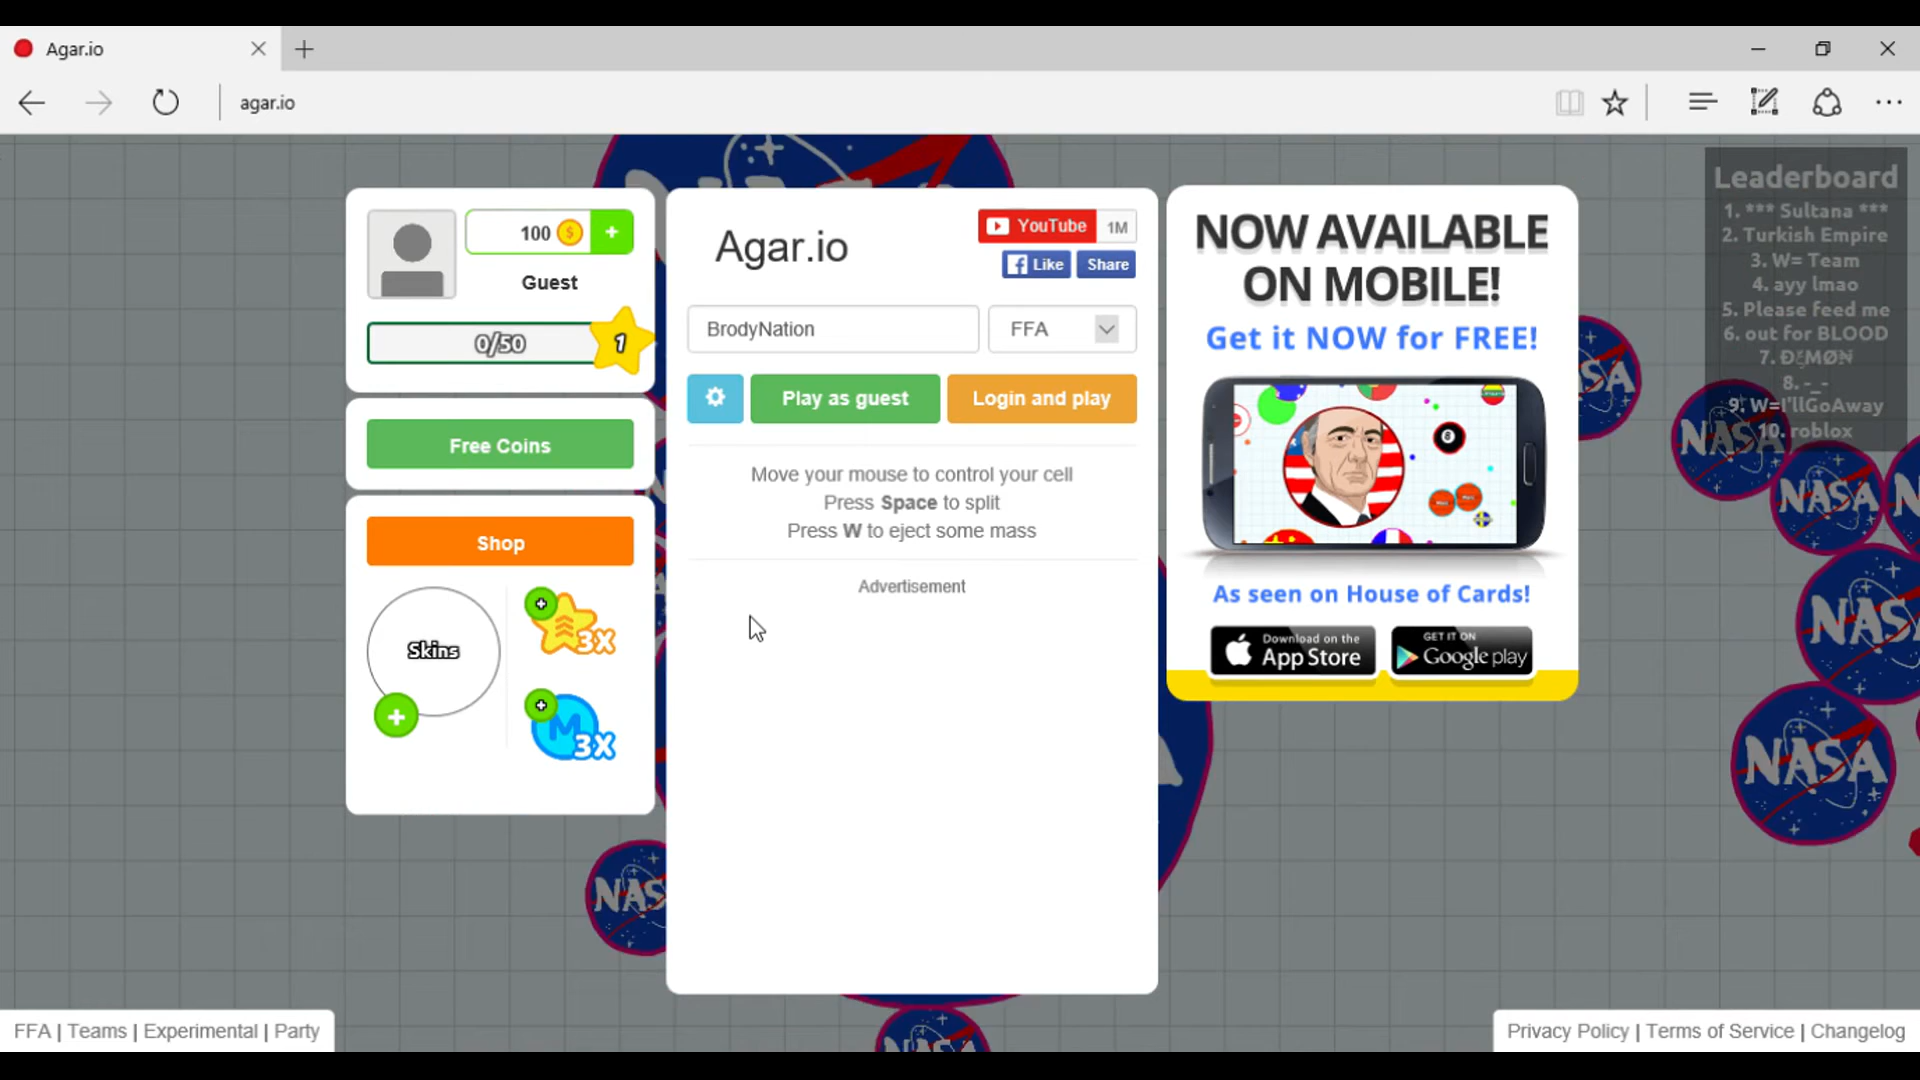 Agar.io
agar.io
100
Guest
0/50
1
Free Coins
Shop
Skins
3X
M
3X
Agar.io
YouTube 1M
Like Share
BrodyNation
FFA
Play as guest
Login and play
Move your mouse to control your cell
Press Space to split
Press W to eject some mass
Advertisement
NOW AVAILABLE
ON MOBILE!
Get it NOW for FREE!
8
As seen on House of Cards!
Download on the
App Store
GET IT ON
Google play
Leaderboard
1. *** Sultana ***
2. Turkish Empire
3. W= Team
4. ayy lmao
5. Please feed me
6. out for BLOOD
8. -_-
9. W=I'llGoAway
10. roblox
NASA
NASA
NASA
NASA
NASA
FFA | Teams | Experimental | Party
Privacy Policy | Terms of Service | Changelog